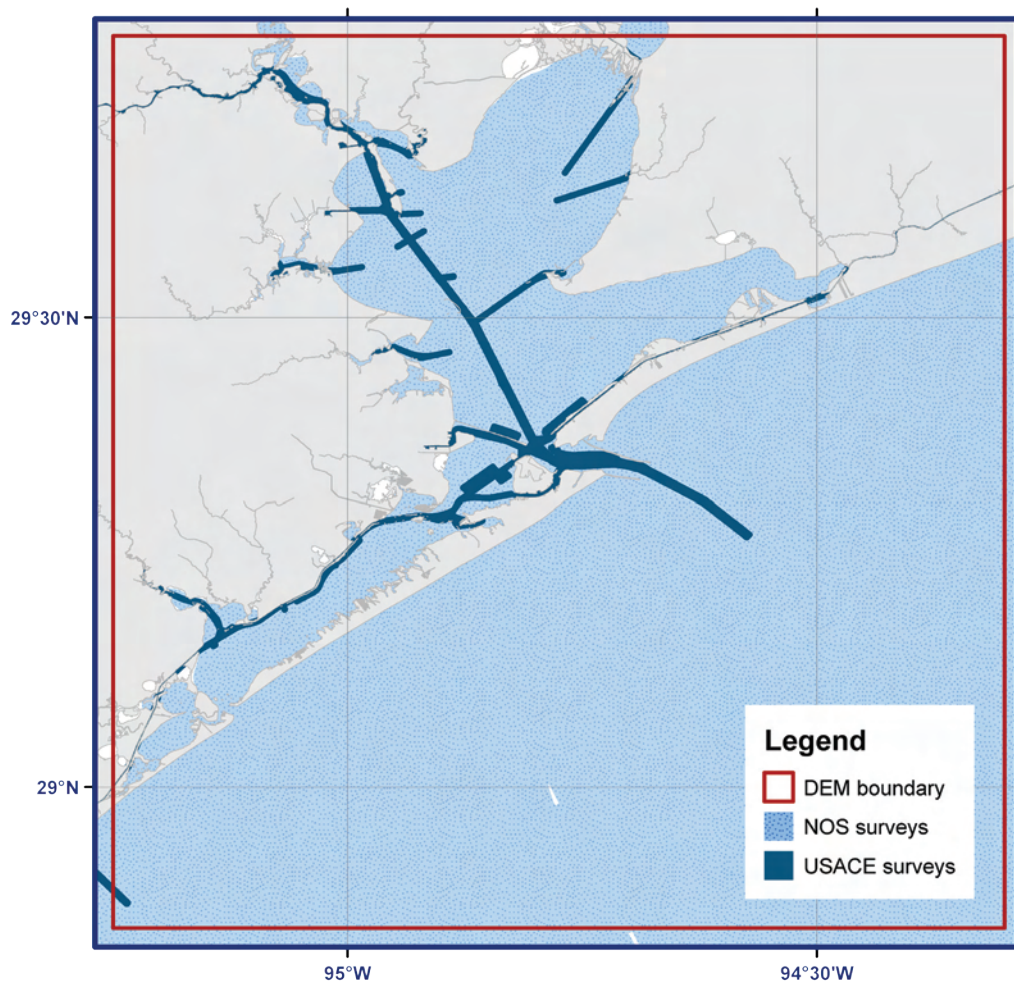 29°30'N
29°N
Legend
DEM boundary
NOS surveys
USACE surveys
95°W
94°30'W